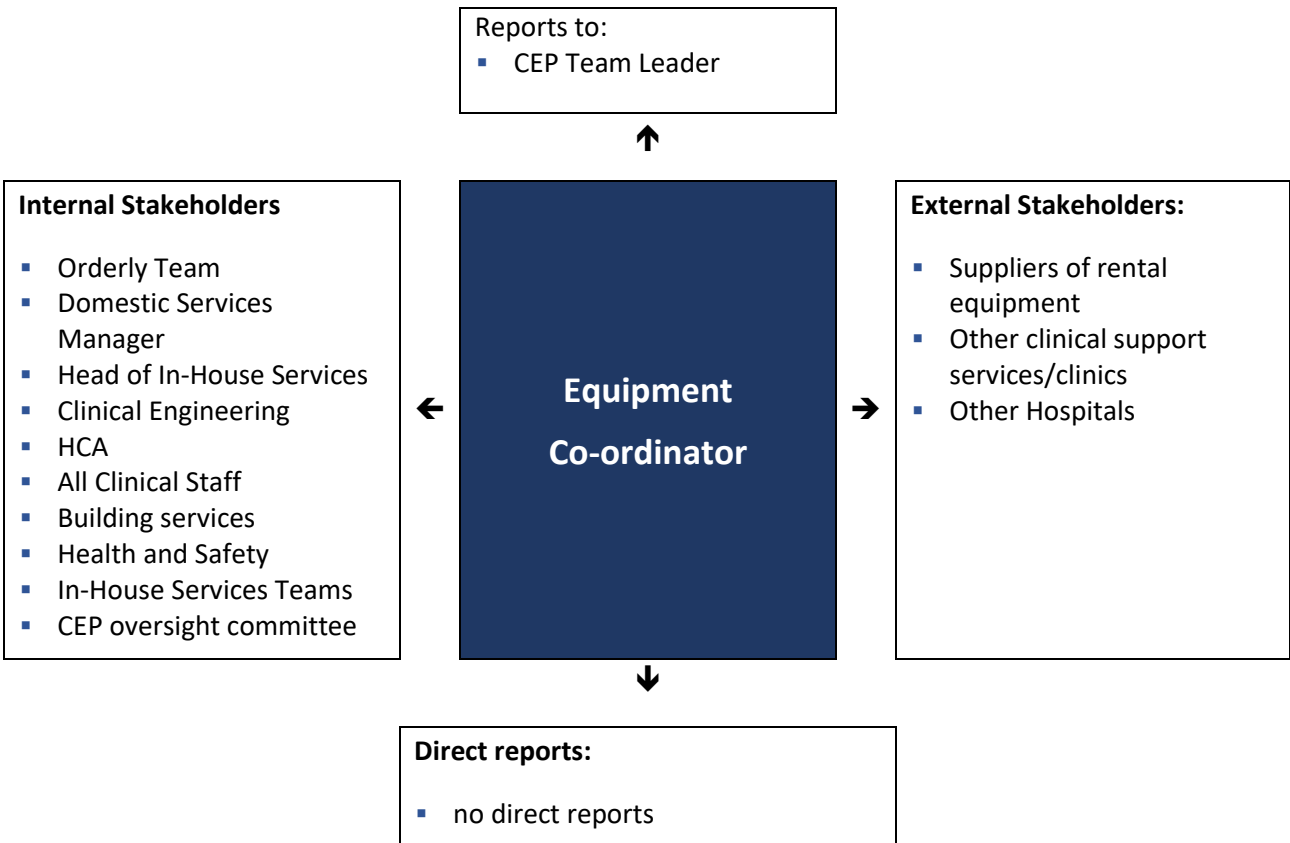 Reports to:
▪ CEP Team Leader
🡡
Internal Stakeholders
▪ Orderly Team
▪ Domestic Services
Manager
▪ Head of In-House Services
▪ Clinical Engineering
▪ HCA
▪ All Clinical Staff
▪ Building services
▪ Health and Safety
▪ In-House Services Teams
▪ CEP oversight committee
🡠
Equipment
Co-ordinator
🡢
External Stakeholders:
▪ Suppliers of rental
equipment
▪ Other clinical support
services/clinics
▪ Other Hospitals
🡣
Direct reports:
▪ no direct reports